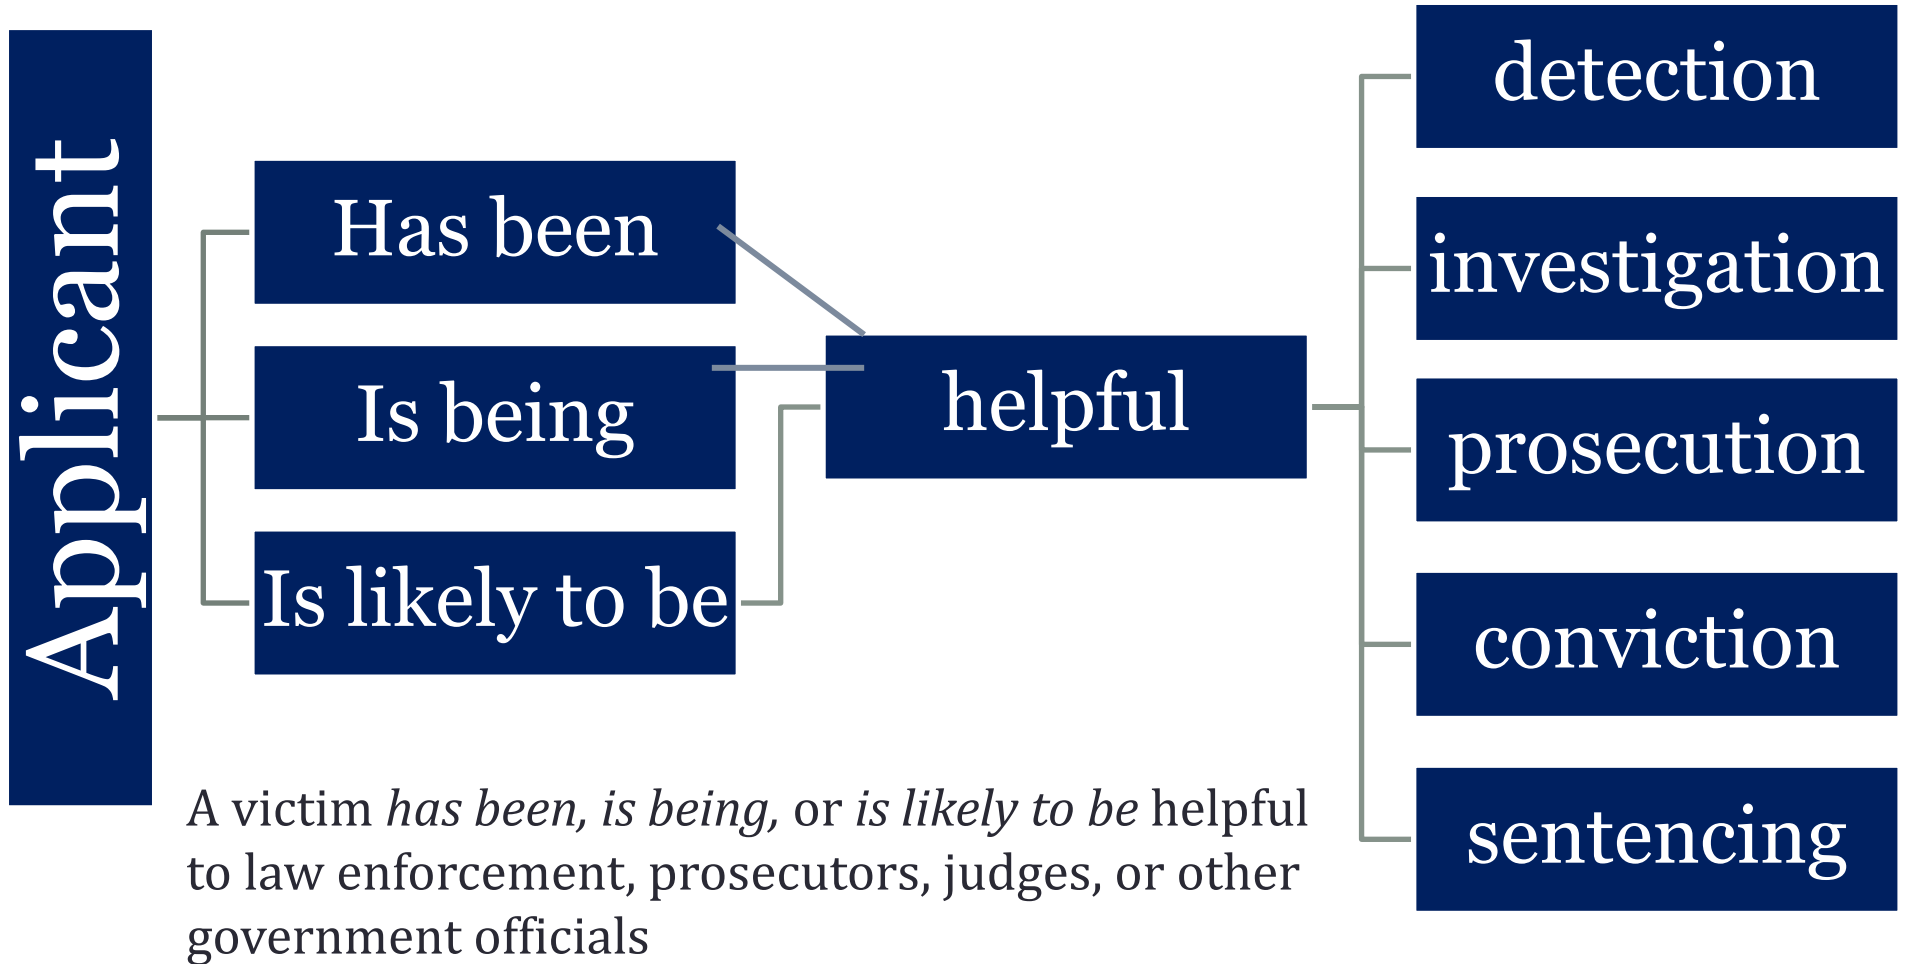 Applicant
Has been
Is being
Is likely to be
helpful
detection
investigation
prosecution
conviction
sentencing
A victim has been, is being, or is likely to be helpful
to law enforcement, prosecutors, judges, or other
government officials